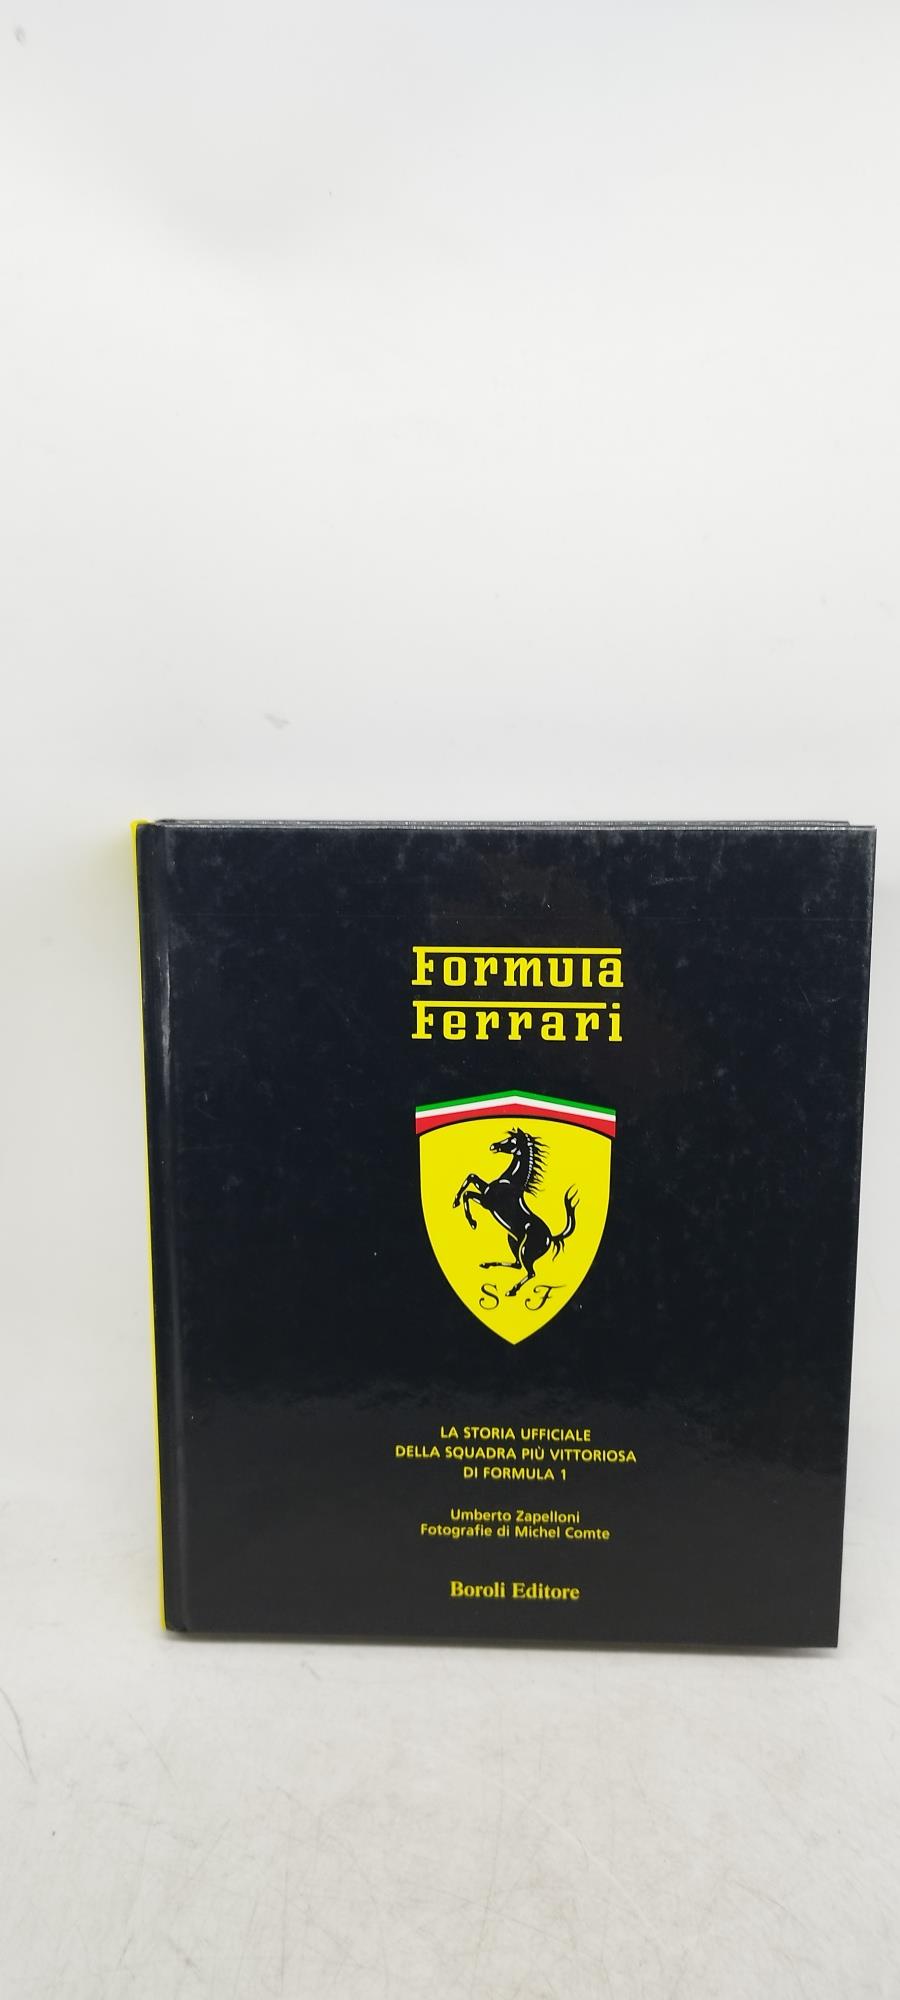 Formula
Ferrari
S F
LA STORIA UFFICIALE
DELLA SQUADRA PIÙ VITTORIOSA
DI FORMULA 1
Umberto Zapelloni
Fotografie di Michel Comte
Boroli Editore